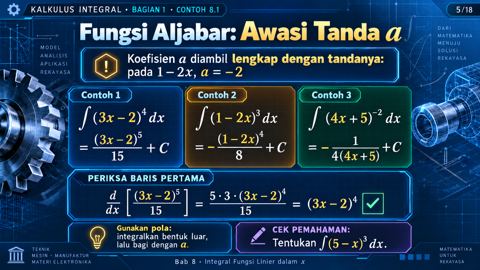 KALKULUS INTEGRAL • BAGIAN 1 • CONTOH 8.1
5/18
Fungsi Aljabar: Awasi Tanda a
MODEL
ANALISIS
APLIKASI
REKAYASA
DARI
MATEMATIKA
MENUJU
SOLUSI
REKAYASA
Koefisien a diambil lengkap dengan tandanya:
pada 1 − 2x, a = −2
Contoh 1
∫(3x − 2)⁴ dx
= (3x − 2)⁵/15 + C
Contoh 2
∫(1 − 2x)³ dx
= −(1 − 2x)⁴/8 + C
Contoh 3
∫(4x + 5)⁻² dx
= −1/4(4x + 5) + C
PERIKSA BARIS PERTAMA
d/dx [(3x − 2)⁵/15] = 5 · 3 · (3x − 2)⁴/15 = (3x − 2)⁴
Gunakan pola:
integralkan bentuk luar,
lalu bagi dengan a.
CEK PEMAHAMAN:
Tentukan ∫(5 − x)³ dx.
TEKNIK
MESIN • MANUFAKTUR
MATERI ELEKTRONIKA
Bab 8 • Integral Fungsi Linier dalam x
MATEMATIKA
UNTUK
REKAYASA